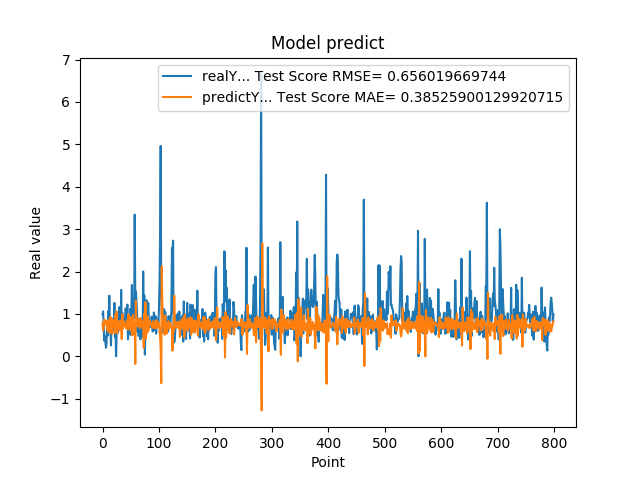 Model predict
realY... Test Score RMSE= 0.656019669744
predictY... Test Score MAE= 0.38525900129920715
7
6
5
4
3
2
1
0
−1
Real value
0 100 200 300 400 500 600 700 800
Point